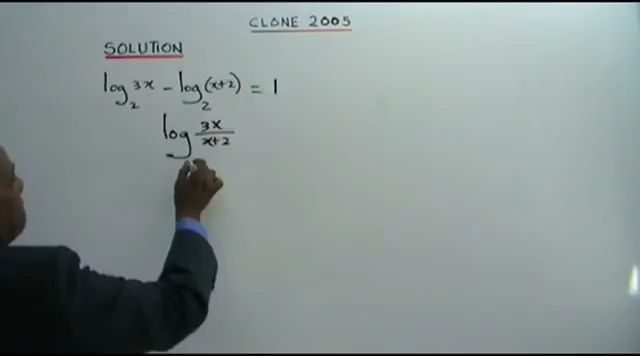 CLONE 2005
SOLUTION
log₂ 3x - log₂ (x+2) = 1
log 3x/x+2